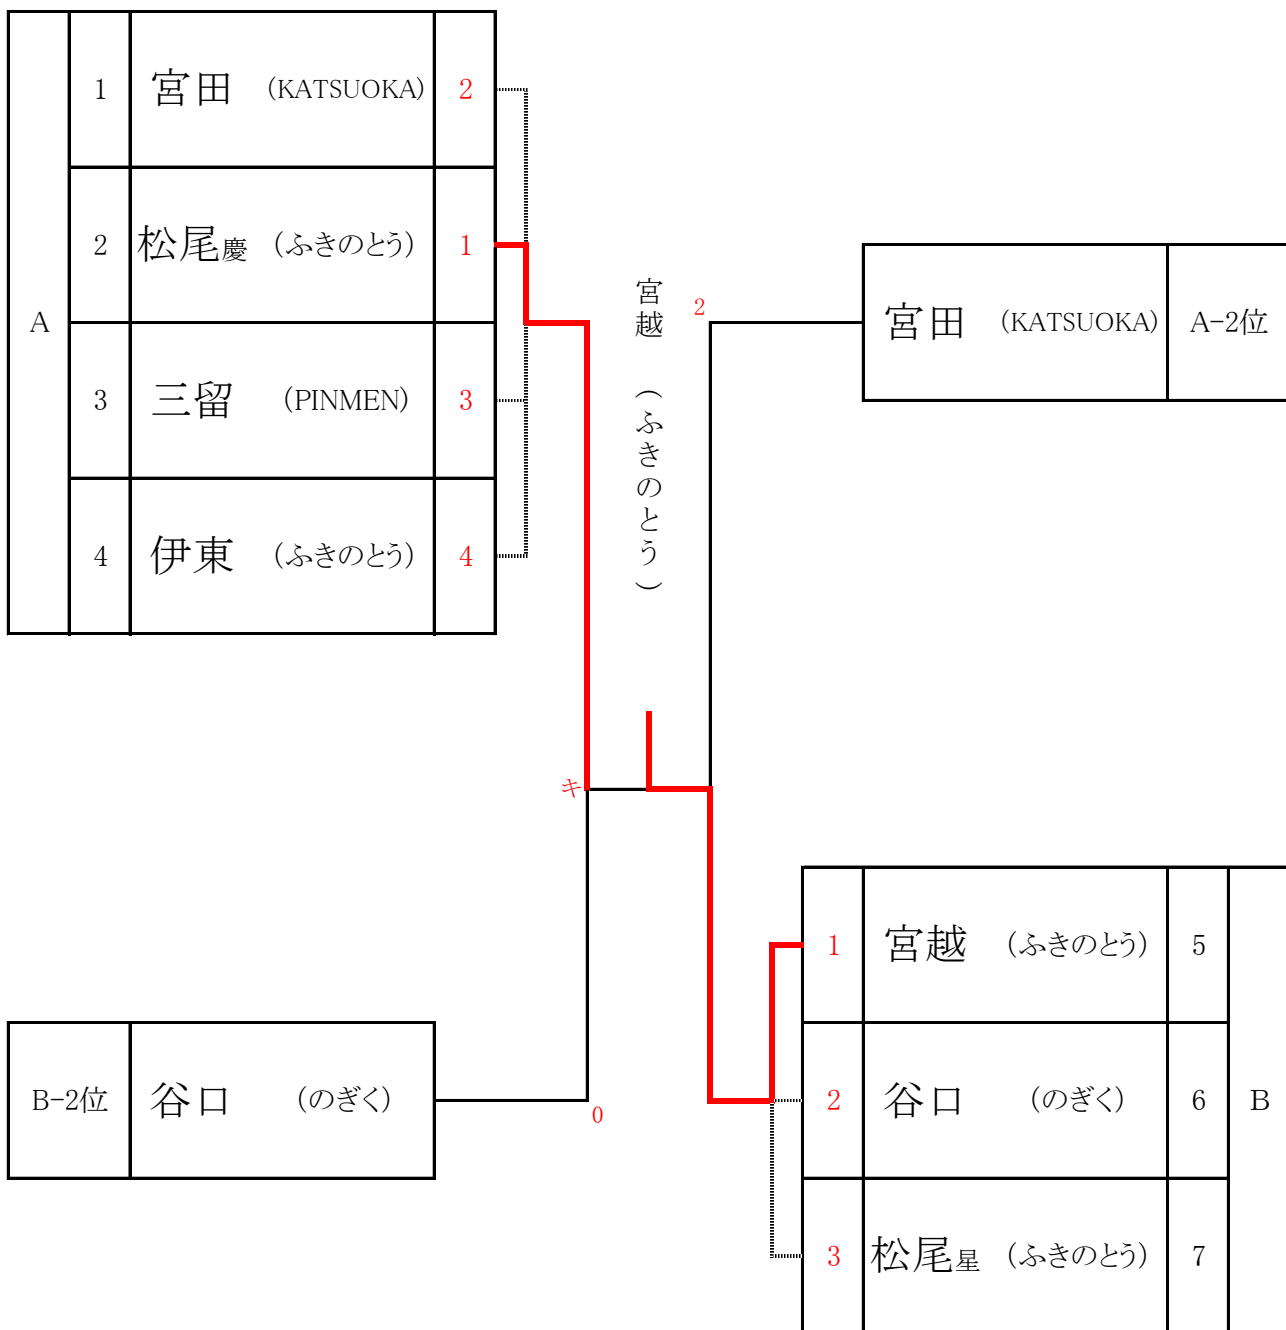 1 宮田 (KATSUOKA) 2
2 松尾慶 (ふきのとう) 1
A
3 三留 (PINMEN) 3
4 伊東 (ふきのとう) 4
宮越 (ふきのとう)
2
宮田 (KATSUOKA) A-2位
キ
B-2位 谷口 (のぎく)
0
1 宮越 (ふきのとう) 5
2 谷口 (のぎく) 6 B
3 松尾星 (ふきのとう) 7